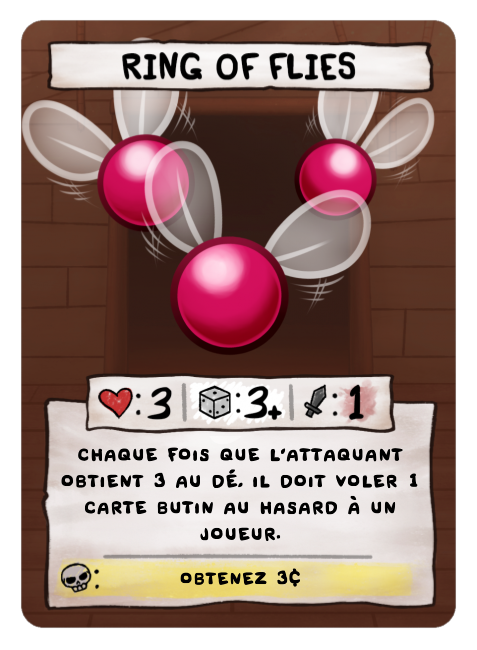 RING OF FLIES
:3 :3+ :1
CHAQUE FOIS QUE L'ATTAQUANT
OBTIENT 3 AU DÉ, IL DOIT VOLER 1
CARTE BUTIN AU HASARD À UN
JOUEUR.
: OBTENEZ 3¢